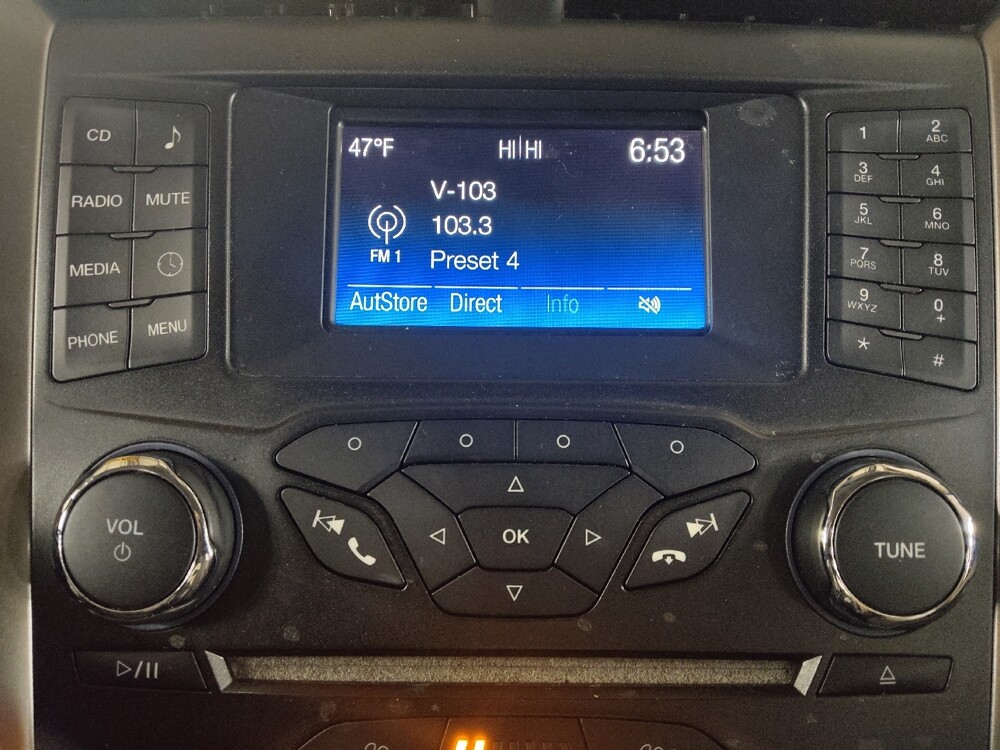 CD
RADIO MUTE
MEDIA
PHONE MENU
47°F HI|HI 6:53
V-103
103.3
FM 1
Preset 4
AutStore Direct Info
1 2 ABC
3 DEF 4 GHI
5 JKL 6 MNO
7 PQRS 8 TUV
9 WXYZ 0 +
* #
VOL
OK
TUNE